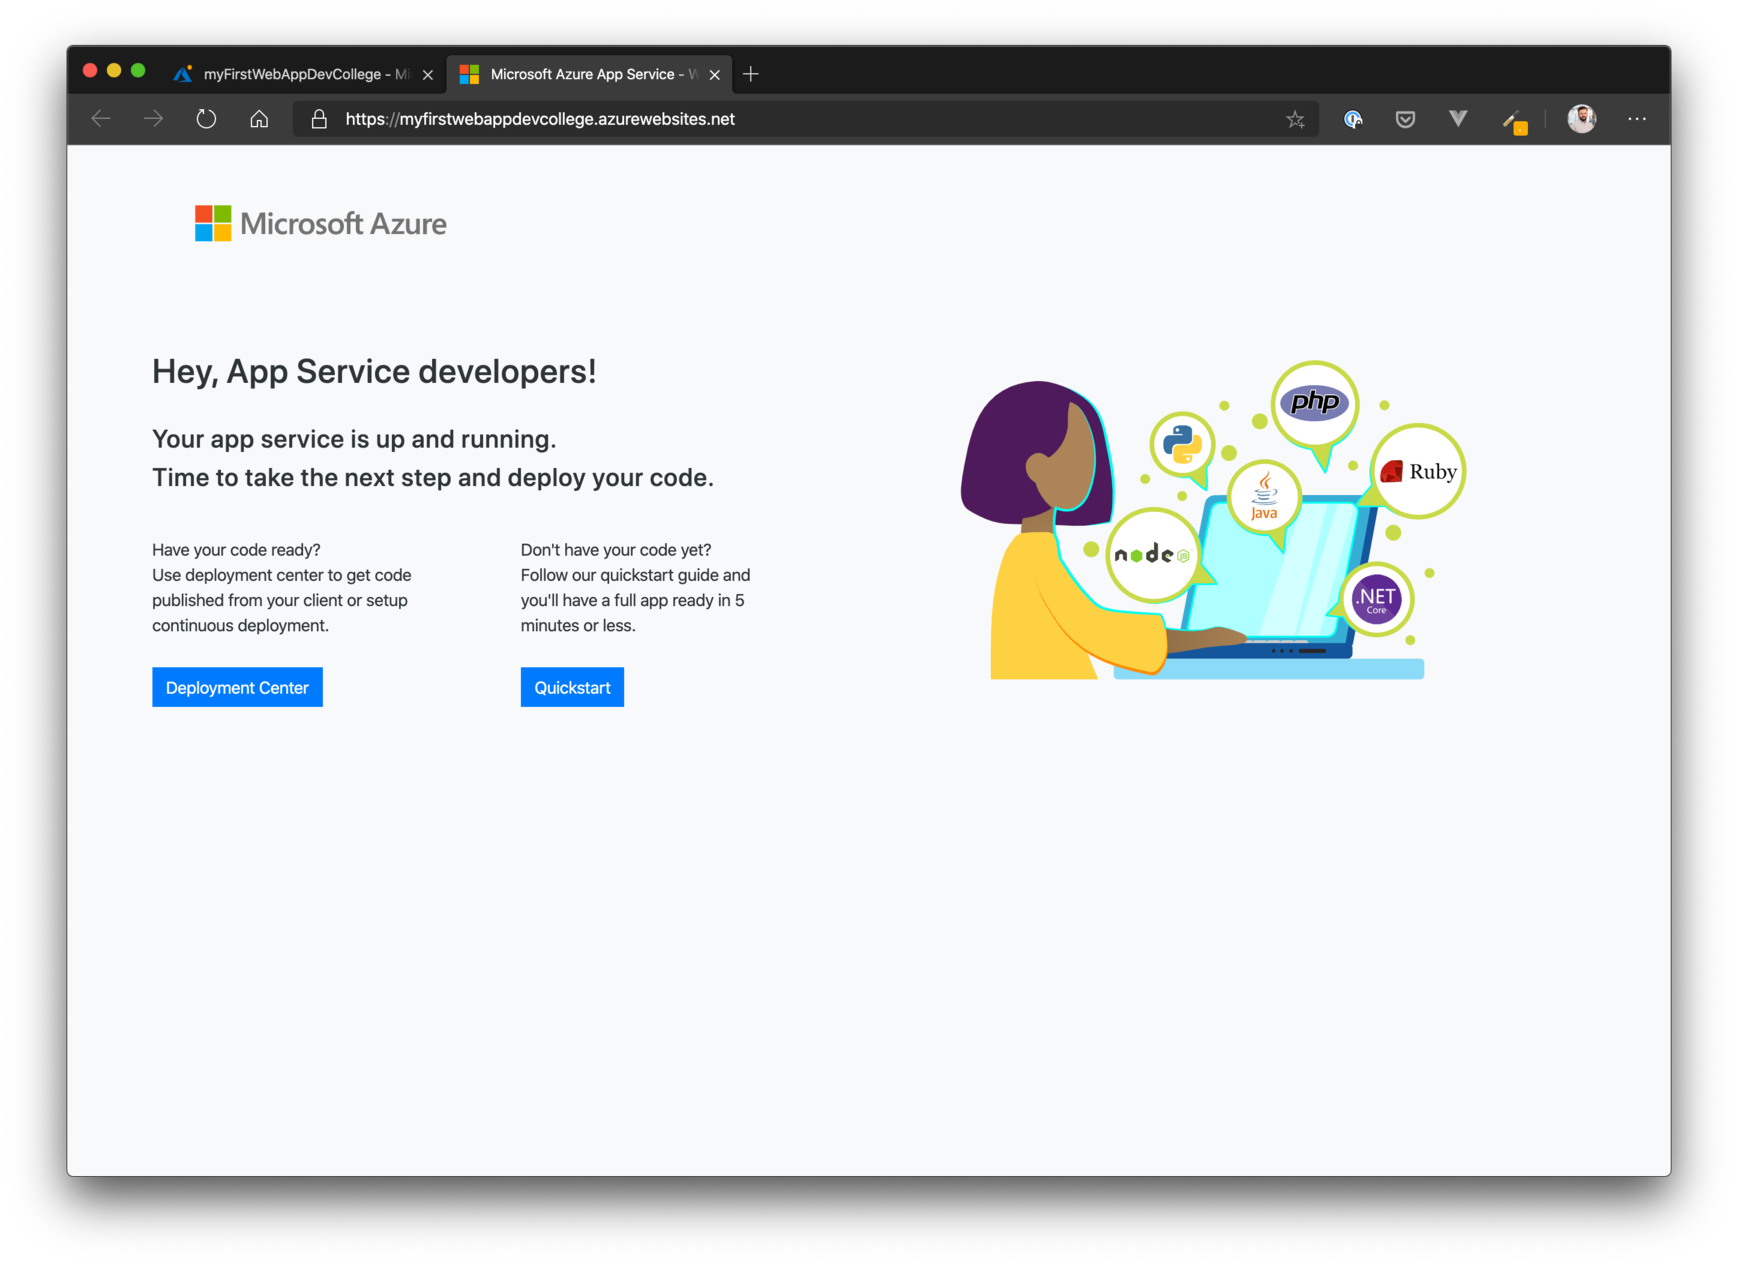 myFirstWebAppDevCollege - Mi
Microsoft Azure App Service - W
https://myfirstwebappdevcollege.azurewebsites.net
Microsoft Azure
Hey, App Service developers!
Your app service is up and running.
Time to take the next step and deploy your code.
Have your code ready?
Use deployment center to get code
published from your client or setup
continuous deployment.
Deployment Center
Don't have your code yet?
Follow our quickstart guide and
you'll have a full app ready in 5
minutes or less.
Quickstart
php
Ruby
Java
node js
.NET
Core